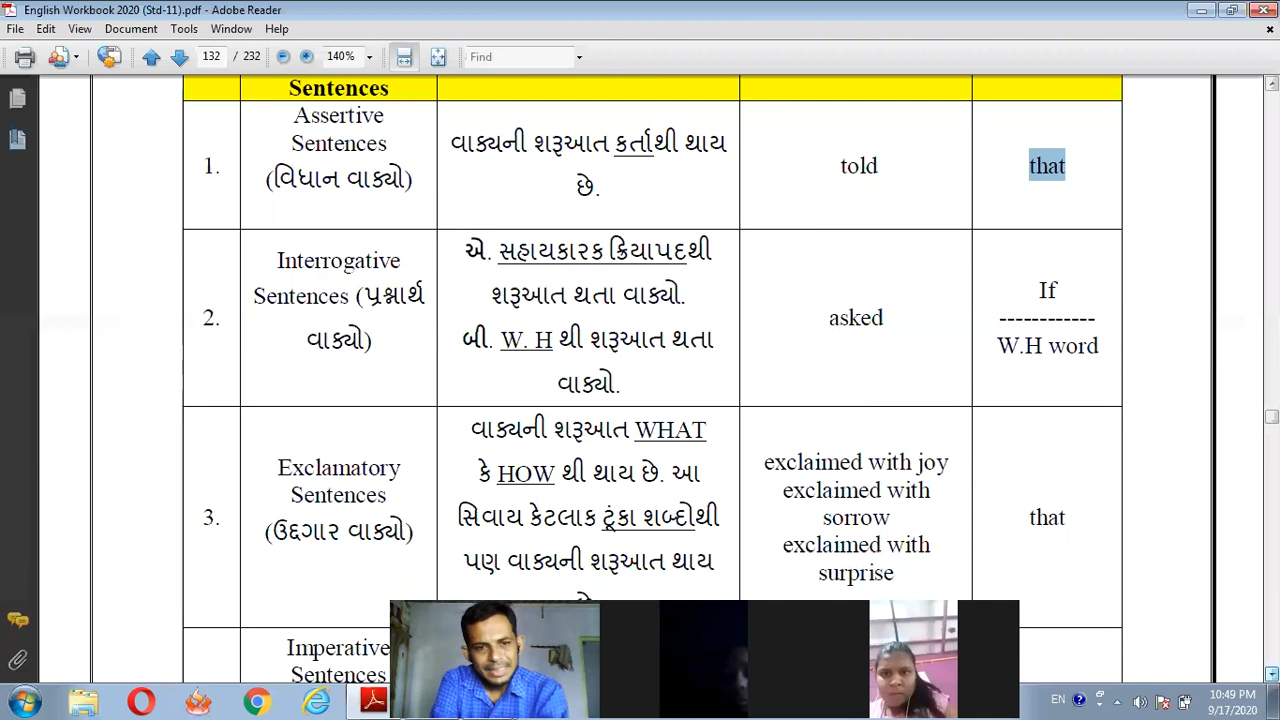 English Workbook 2020 (Std-11).pdf - Adobe Reader
File Edit View Document Tools Window Help
132 / 232 140% Find
Sentences
1.
Assertive
Sentences
(વિધાન વાક્યો)
વાક્યની શરૂઆત કર્તાથી થાય
છે.
told
that
2.
Interrogative
Sentences (પ્રશ્નાર્થ
વાક્યો)
એ. સહાયકારક ક્રિયાપદથી
શરૂઆત થતા વાક્યો.
બી. W. H થી શરૂઆત થતા
વાક્યો.
asked
If
------------
W.H word
3.
Exclamatory
Sentences
(ઉદ્દગાર વાક્યો)
વાક્યની શરૂઆત WHAT
કે HOW થી થાય છે. આ
સિવાય કેટલાક ટૂંકા શબ્દોથી
પણ વાક્યની શરૂઆત થાય
exclaimed with joy
exclaimed with
sorrow
exclaimed with
surprise
that
Imperative
Sentences
EN
10:49 PM
9/17/2020